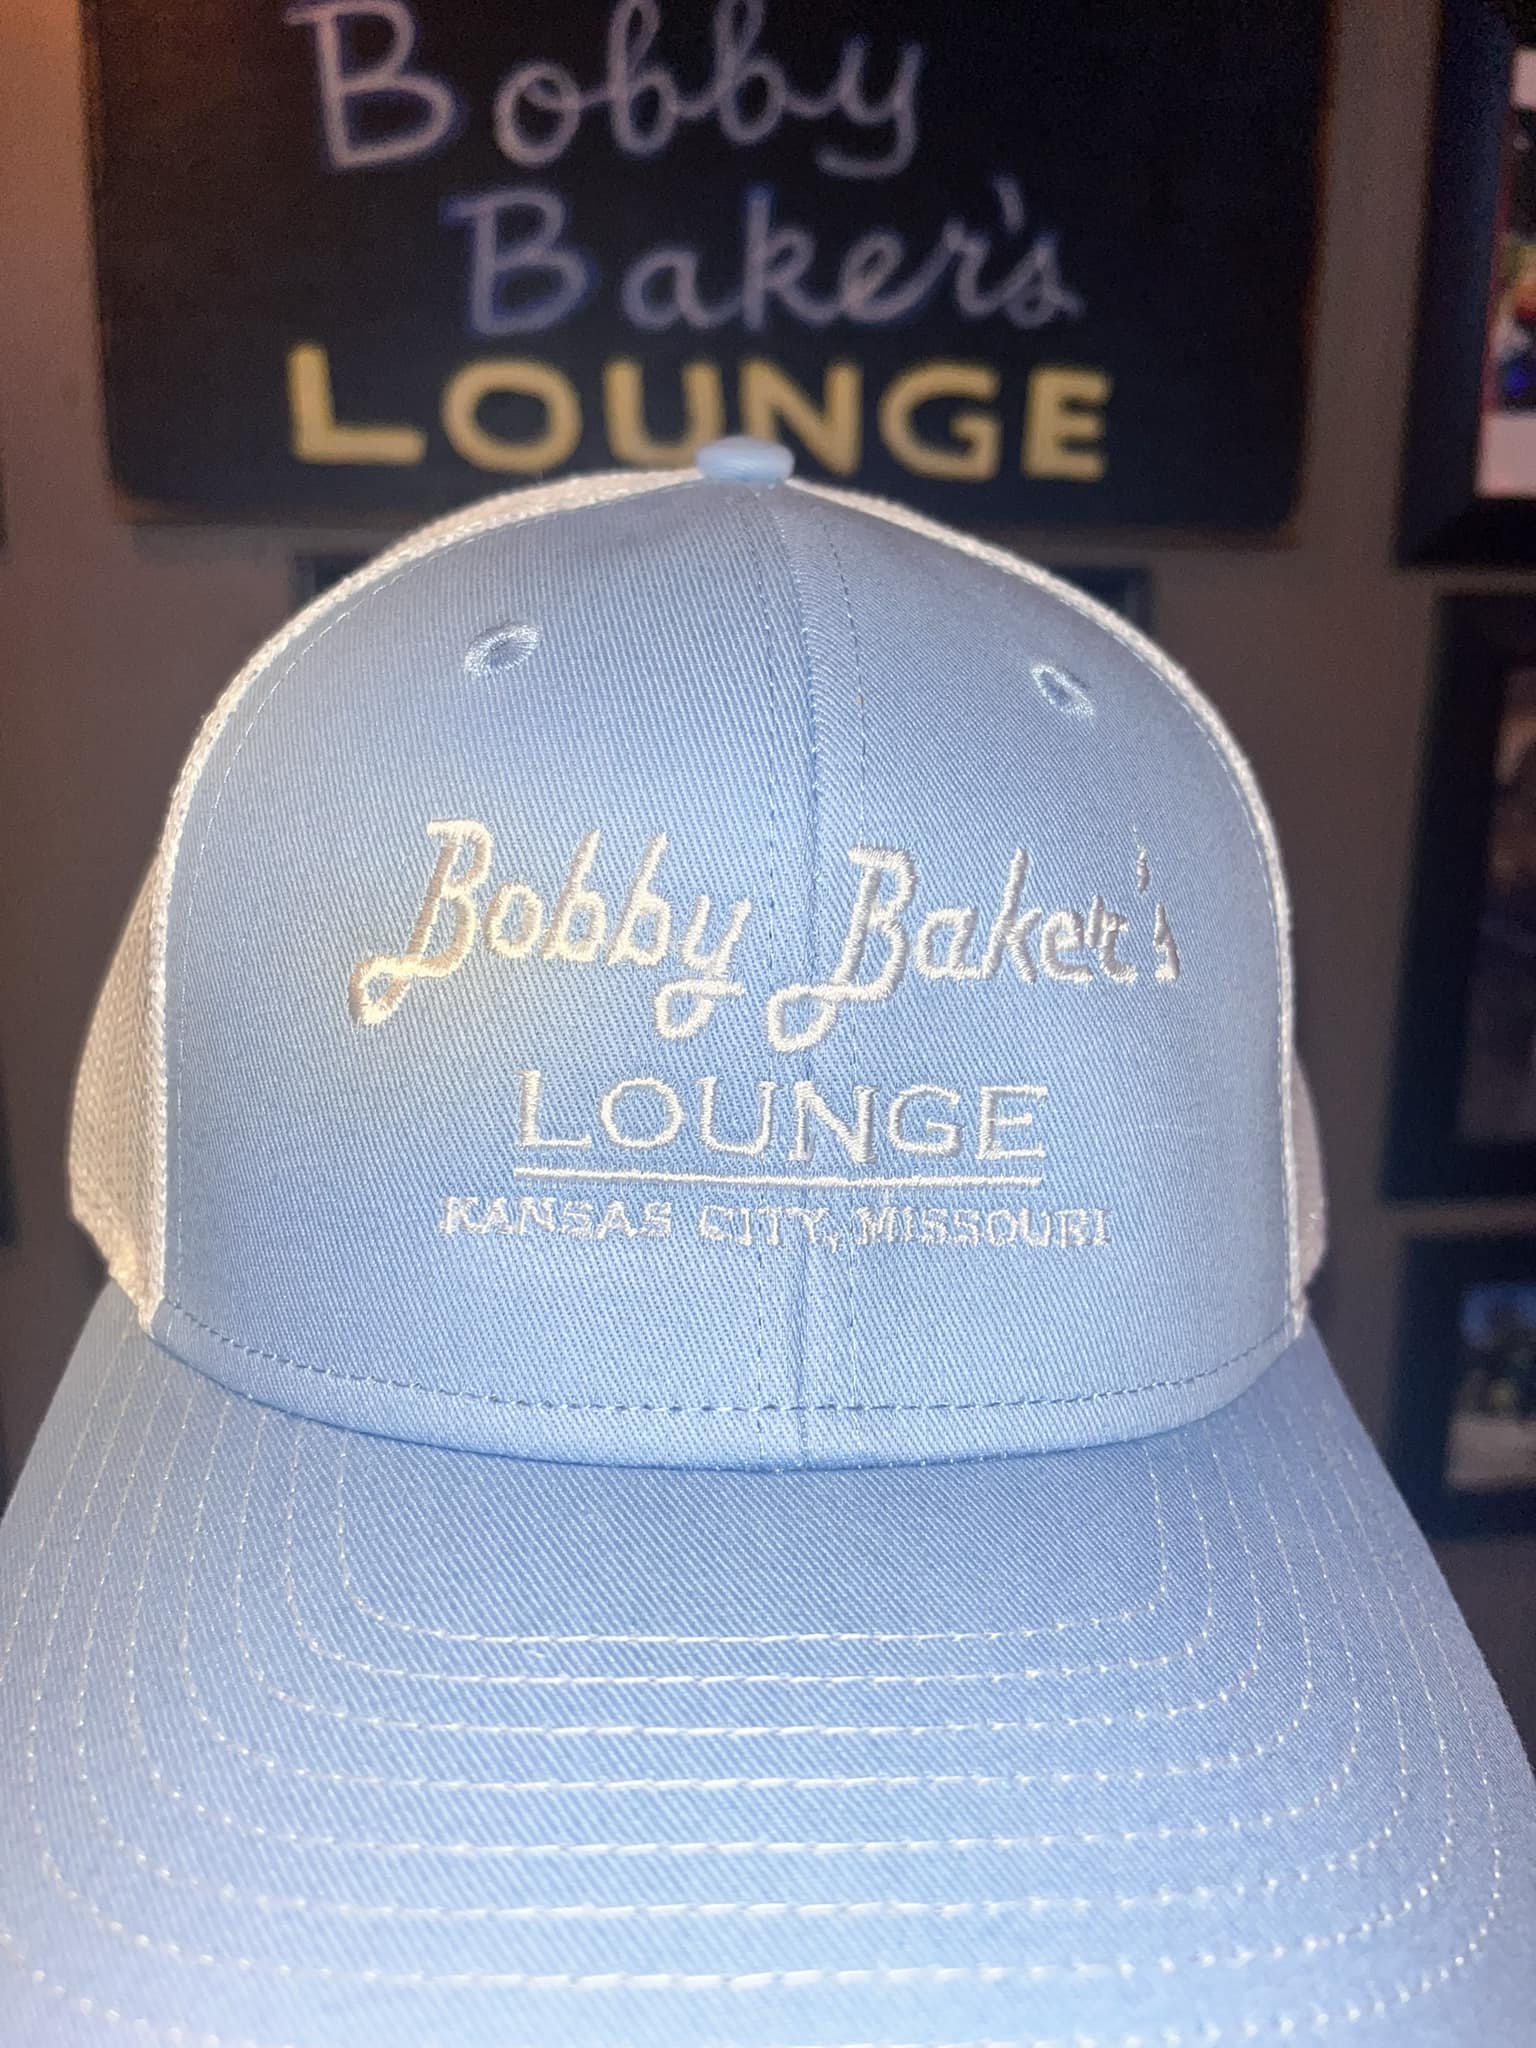 Bobby
Baker's
LOUNGE
Bobby Baker's
LOUNGE
KANSAS CITY, MISSOURI